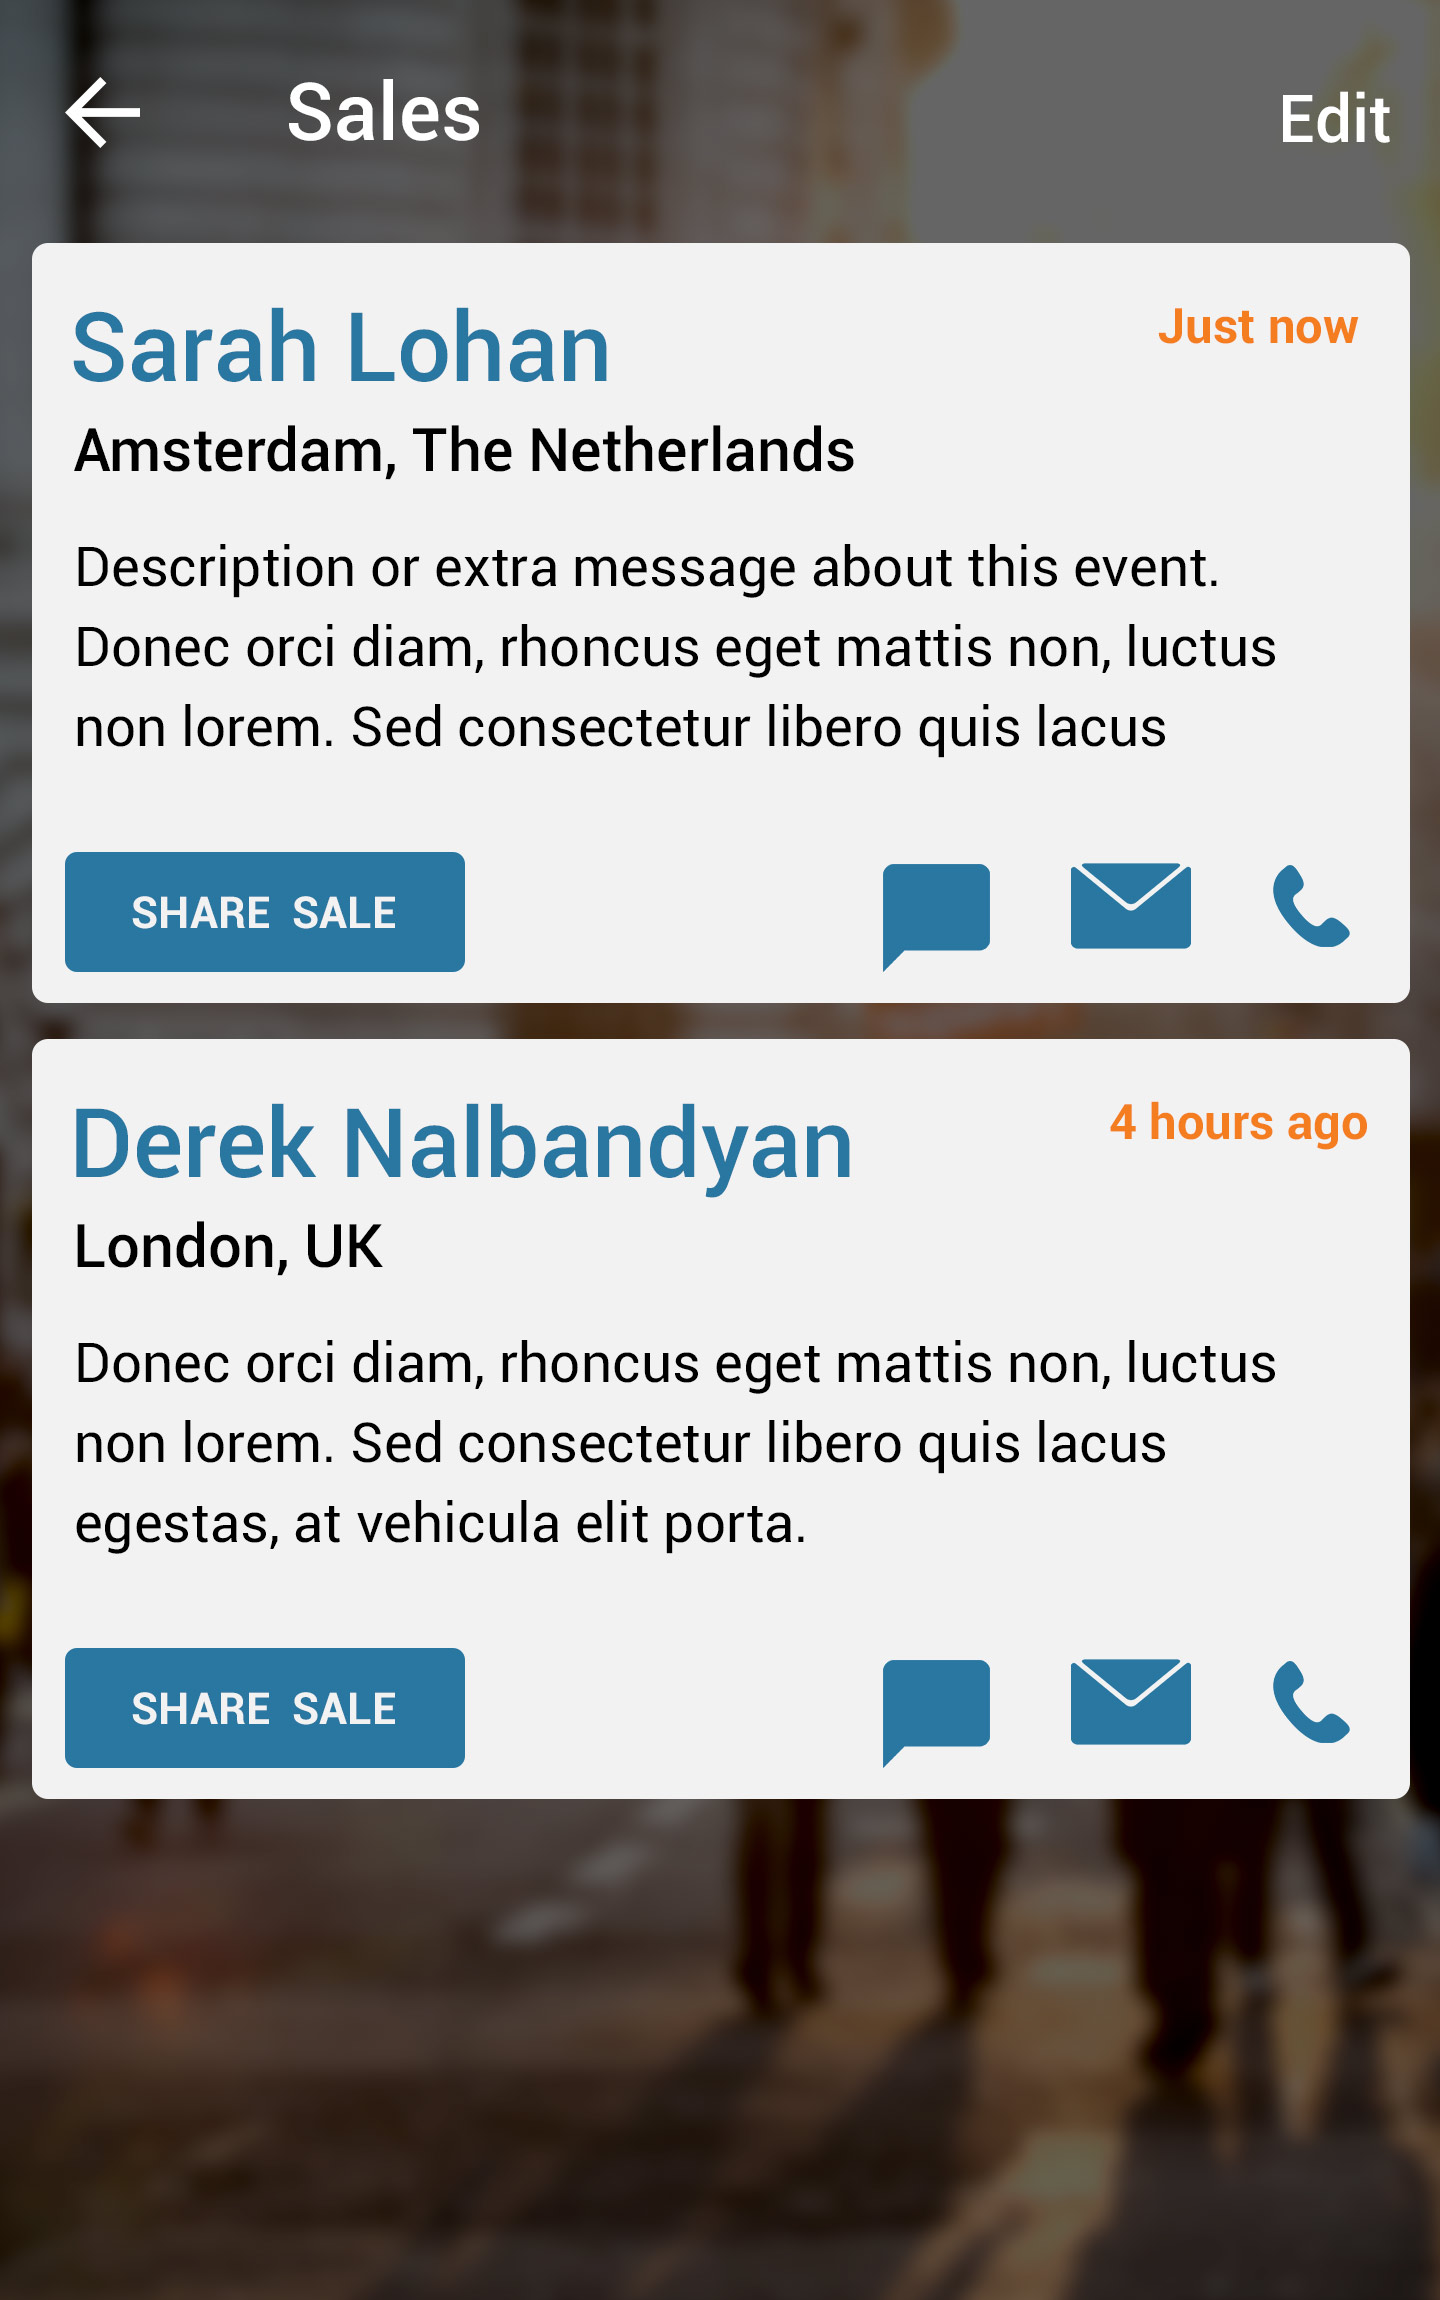 Sales
Edit
Sarah Lohan
Just now
Amsterdam, The Netherlands
Description or extra message about this event.
Donec orci diam, rhoncus eget mattis non, luctus
non lorem. Sed consectetur libero quis lacus
SHARE SALE
Derek Nalbandyan
4 hours ago
London, UK
Donec orci diam, rhoncus eget mattis non, luctus
non lorem. Sed consectetur libero quis lacus
egestas, at vehicula elit porta.
SHARE SALE